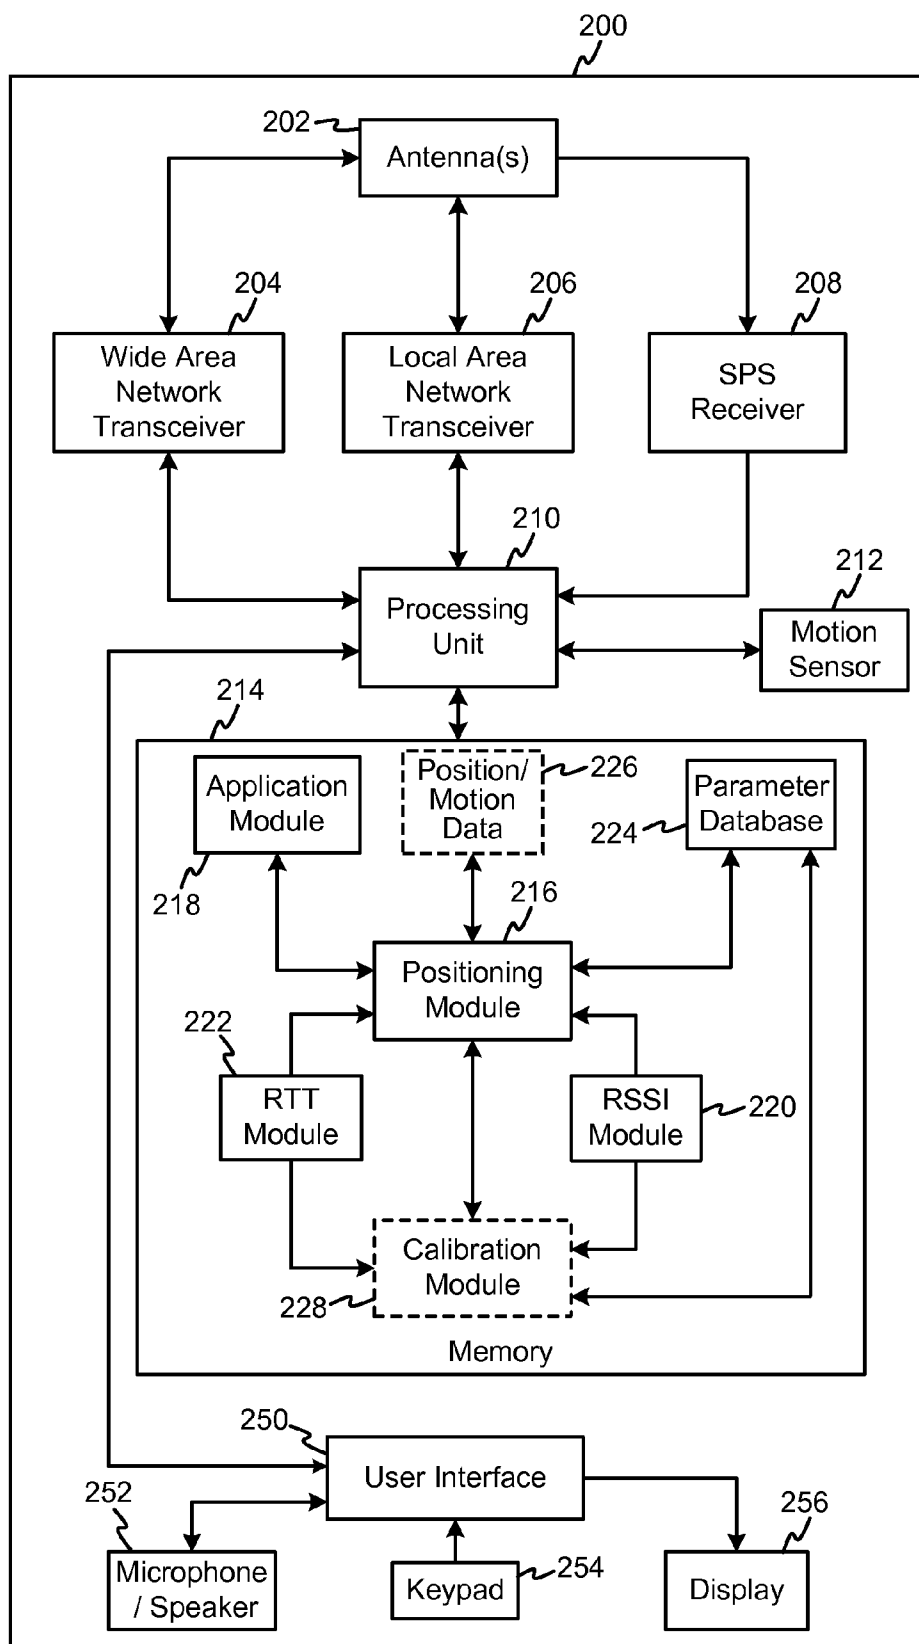 200
202
Antenna(s)
204
206
208
Wide Area
Network
Transceiver
Local Area
Network
Transceiver
SPS
Receiver
210
212
Processing
Unit
Motion
Sensor
214
Application
Module
218
Position/
Motion
Data
226
Parameter
Database
224
216
Positioning
Module
222
RTT
Module
RSSI
Module
220
Calibration
Module
228
Memory
250
User Interface
252
256
Microphone
/ Speaker
Keypad
254
Display